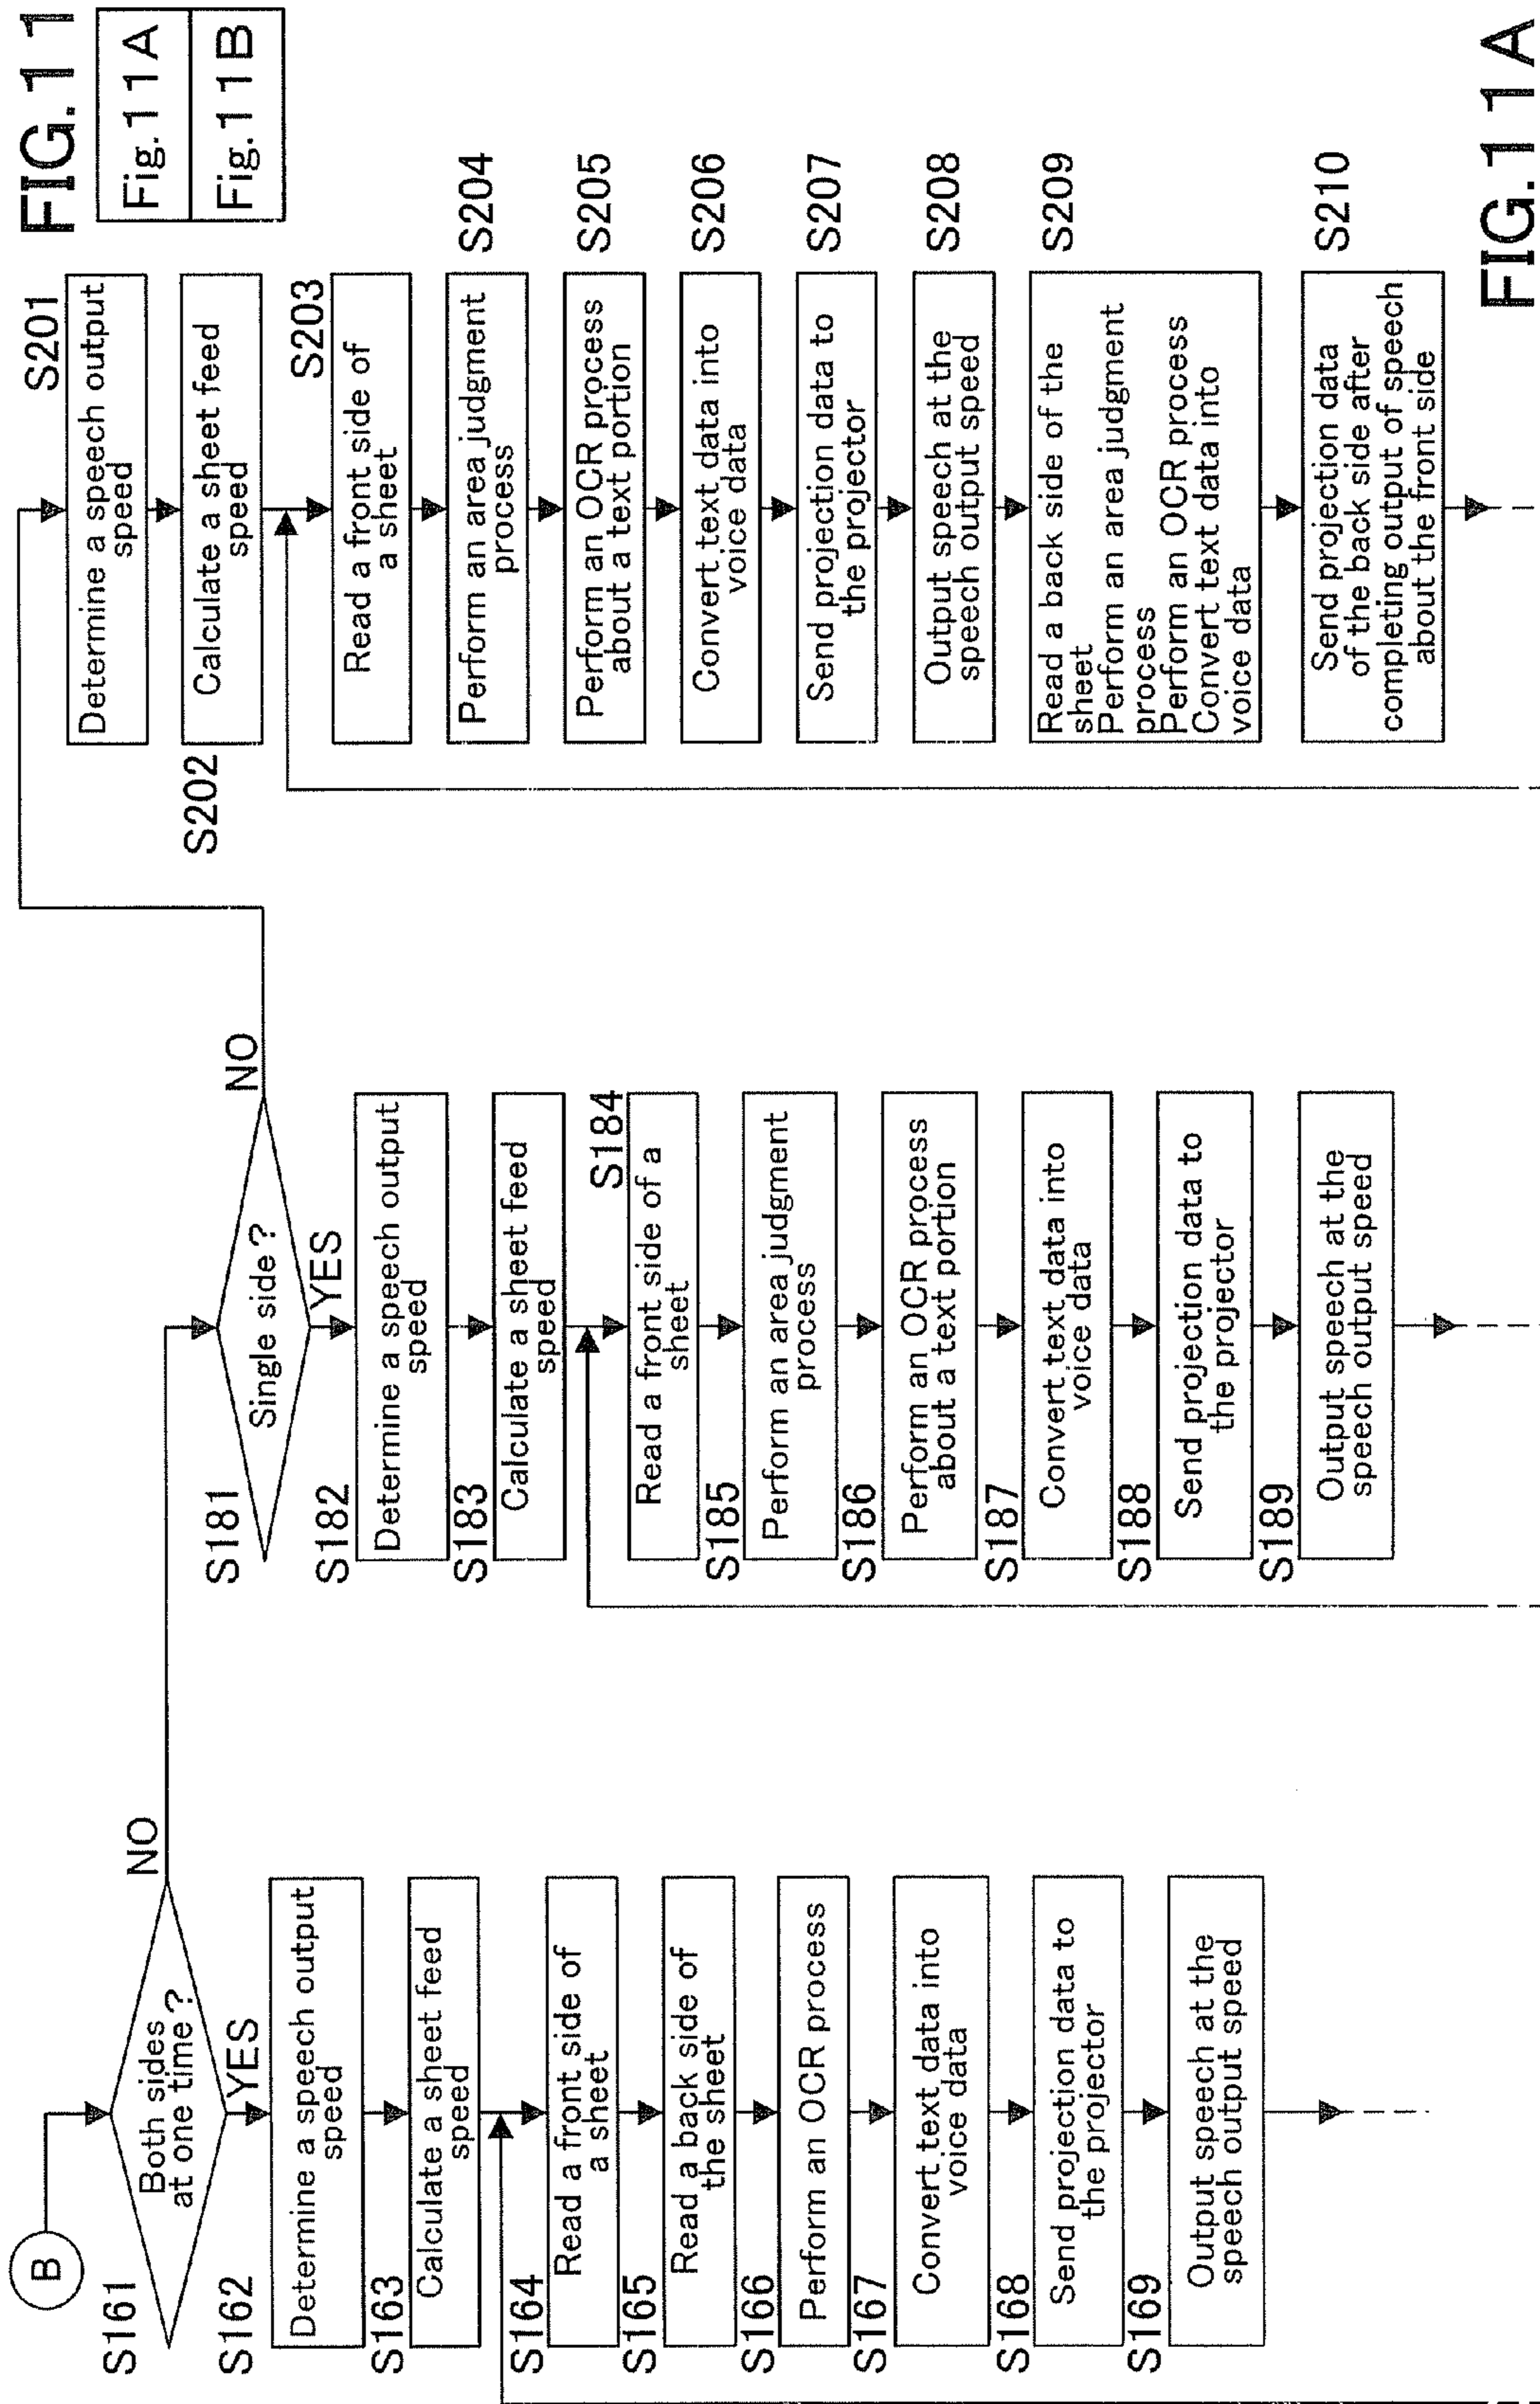 FIG.11
Fig.11A
Fig.11B
B
S161
Both sides
at one time?
NO
YES
S162
Determine a speech output
speed
S163
Calculate a sheet feed
speed
S164
Read a front side of
a sheet
S165
Read a back side of
the sheet
S166
Perform an OCR process
S167
Convert text data into
voice data
S168
Send projection data to
the projector
S169
Output speech at the
speech output speed
S181
Single side?
NO
YES
S182
Determine a speech output
speed
S183
Calculate a sheet feed
speed
S184
Read a front side of a
sheet
S185
Perform an area judgment
process
S186
Perform an OCR process
about a text portion
S187
Convert text data into
voice data
S188
Send projection data to
the projector
S189
Output speech at the
speech output speed
S201
Determine a speech output
speed
S202
Calculate a sheet feed
speed
S203
Read a front side of
a sheet
S204
Perform an area judgment
process
S205
Perform an OCR process
about a text portion
S206
Convert text data into
voice data
S207
Send projection data to
the projector
S208
Output speech at the
speech output speed
S209
Read a back side of the
sheet
Perform an area judgment
process
Perform an OCR process
Convert text data into
voice data
S210
Send projection data
of the back side after
completing output of speech
about the front side
FIG.11A